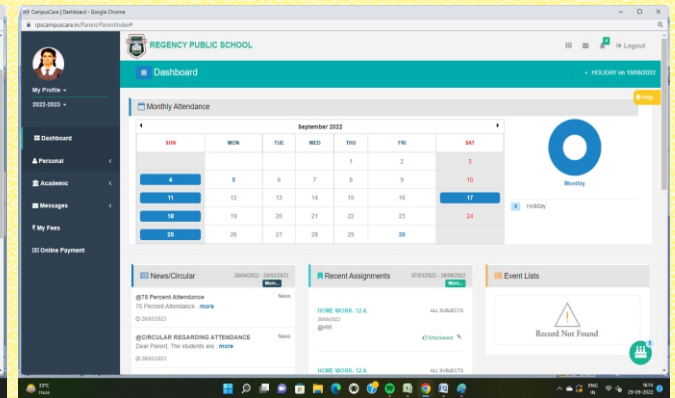 CampusCare | Dashboard - Google Chrome
rpscampuscare.in/Parent/ParentIndex#
REGENCY PUBLIC SCHOOL
Logout
Dashboard
HOLIDAY on 19/08/2022
My Profile
2022-2023
Help
Dashboard
Personal
Academic
Messages
My Fees
Online Payment
Monthly Attendance
September 2022
SUN MON TUE WED THU FRI SAT
1 2 3
4 5 6 7 8 9 10
11 12 13 14 15 16 17
18 19 20 21 22 23 24
25 26 27 28 29 30
Monthly
Holiday
News/Circular
More...
@75 Percent Attendance News
75 Percent Attendance...more
28/02/2023
@CIRCULAR REGARDING ATTENDANCE News
Dear Parent, The students are...more
28/02/2023
Recent Assignments
More...
HOME WORK- 12 A ALL SUBJECTS
@HW
Attachment
HOME WORK- 12 A ALL SUBJECTS
Event Lists
Record Not Found
33°C
Haze
ENG
IN
16:14
29-09-2022